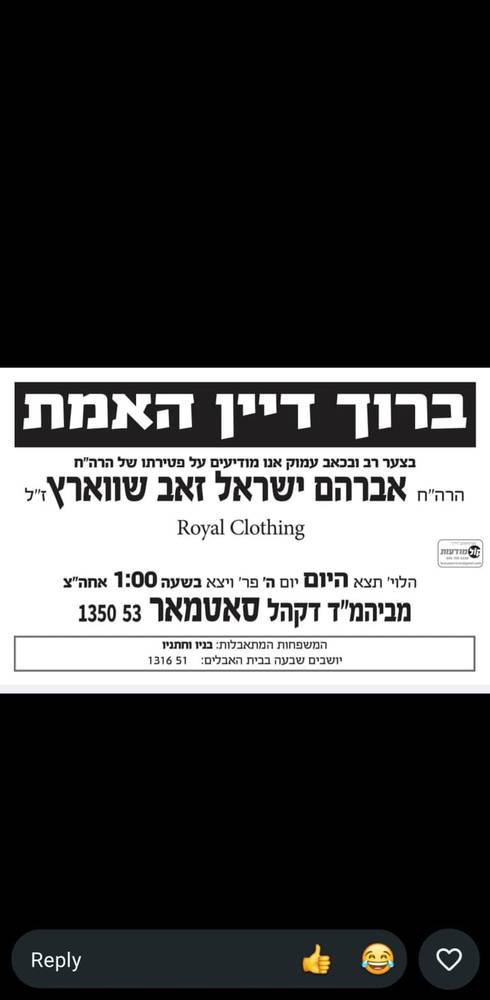 ברוך דיין האמת
בצער רב ובכאב עמוק אנו מודיעים על פטירתו של הרה"ח
הרה"ח אברהם ישראל זאב שווארץ ז"ל
Royal Clothing
קול מודעות
הלוי' תצא היום יום ה' פר' ויצא בשעה 1:00 אחה"צ
מביהמ"ד דקהל סאטמאר 53 1350
המשפחות המתאבלות: בניו וחתניו
יושבים שבעה בבית האבלים: 51 1316
Reply